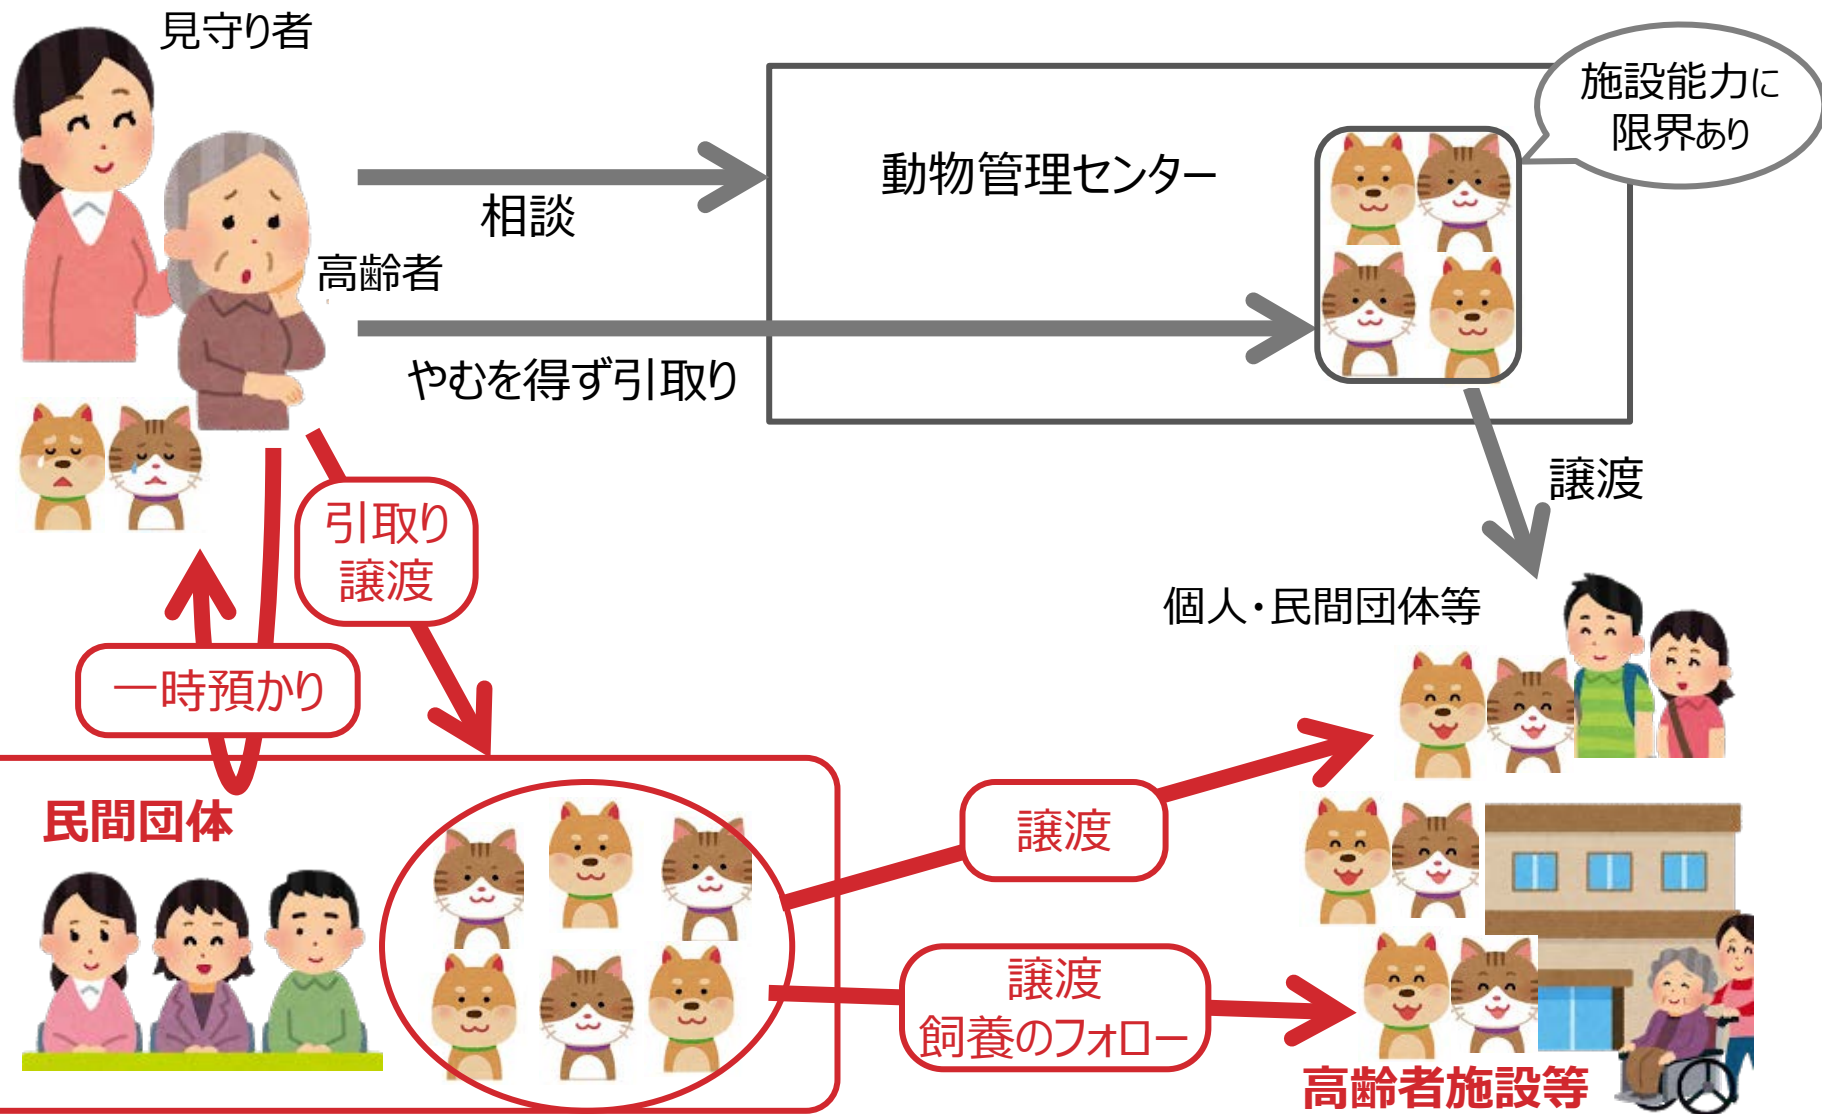 見守り者
施設能力に
限界あり
動物管理センター
相談
高齢者
やむを得ず引取り
譲渡
引取り
譲渡
個人・民間団体等
一時預かり
民間団体
譲渡
譲渡
飼養のフォロー
高齢者施設等